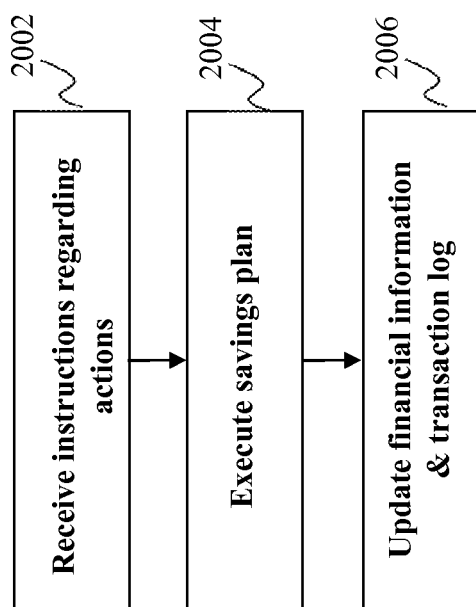 2002
Receive instructions regarding
actions
2004
Execute savings plan
2006
Update financial information
& transaction log